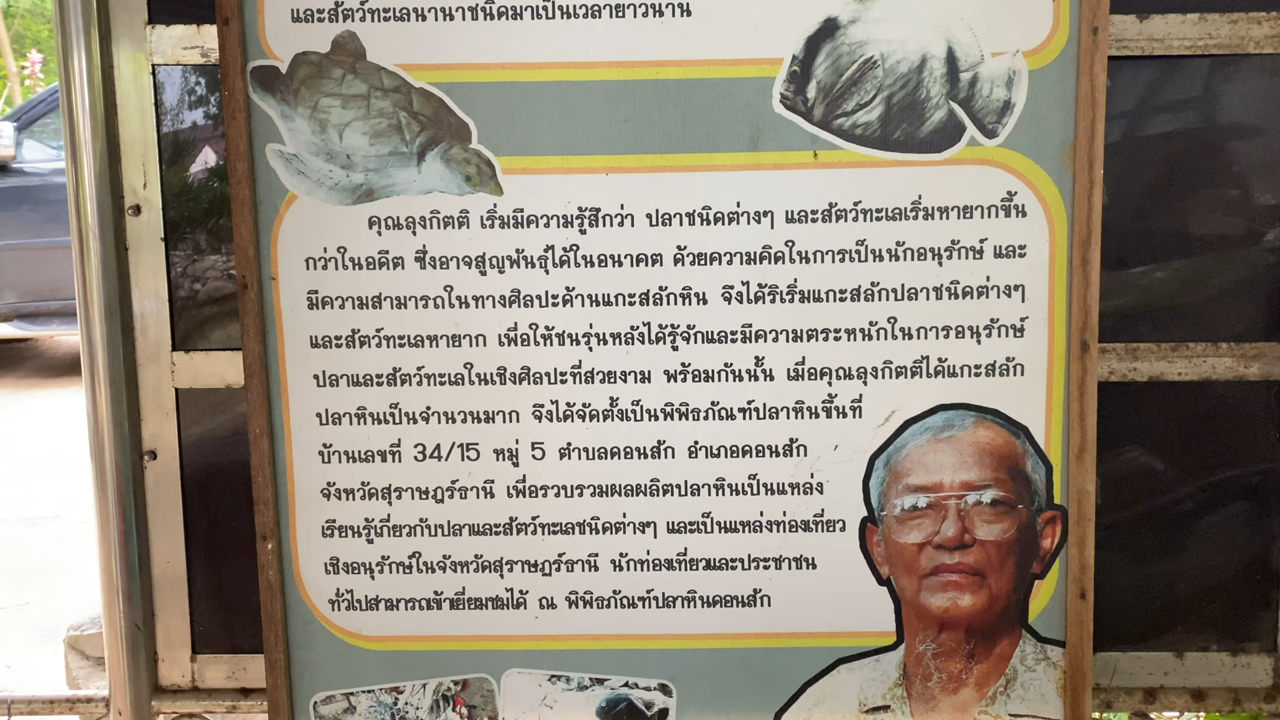 และสัตว์ทะเลนานาชนิดมาเป็นเวลายาวนาน
คุณลุงกิตติ เริ่มมีความรู้สึกว่า ปลาชนิดต่างๆ และสัตว์ทะเลเริ่มหายากขึ้น
กว่าในอดีต ซึ่งอาจสูญพันธุ์ได้ในอนาคต ด้วยความคิดในการเป็นนักอนุรักษ์ และ
มีความสามารถในทางศิลปะด้านแกะสลักหิน จึงได้ริเริ่มแกะสลักปลาชนิดต่างๆ
และสัตว์ทะเลหายาก เพื่อให้ชนรุ่นหลังได้รู้จักและมีความตระหนักในการอนุรักษ์
ปลาและสัตว์ทะเลในเชิงศิลปะที่สวยงาม พร้อมกันนั้น เมื่อคุณลุงกิตติได้แกะสลัก
ปลาหินเป็นจำนวนมาก จึงได้จัดตั้งเป็นพิพิธภัณฑ์ปลาหินขึ้นที่
บ้านเลขที่ 34/15 หมู่ 5 ตำบลดอนสัก อำเภอดอนสัก
จังหวัดสุราษฎร์ธานี เพื่อรวบรวมผลผลิตปลาหินเป็นแหล่ง
เรียนรู้เกี่ยวกับปลาและสัตว์ทะเลชนิดต่างๆ และเป็นแหล่งท่องเที่ยว
เชิงอนุรักษ์ในจังหวัดสุราษฎร์ธานี นักท่องเที่ยวและประชาชน
ทั่วไปสามารถเข้าเยี่ยมชมได้ ณ พิพิธภัณฑ์ปลาหินดอนสัก